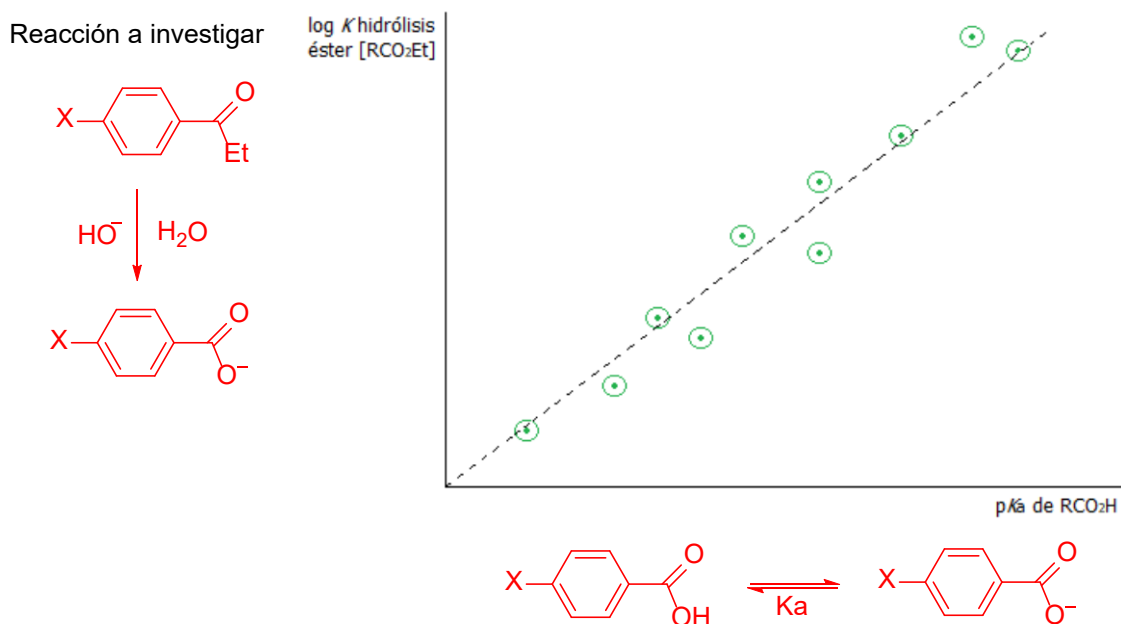 Reacción a investigar
log K hidrólisis
éster [RCO₂Et]
X
O
Et
HO⁻
H₂O
X
O
O⁻
pKa de RCO₂H
X
O
OH
Ka
X
O
O⁻